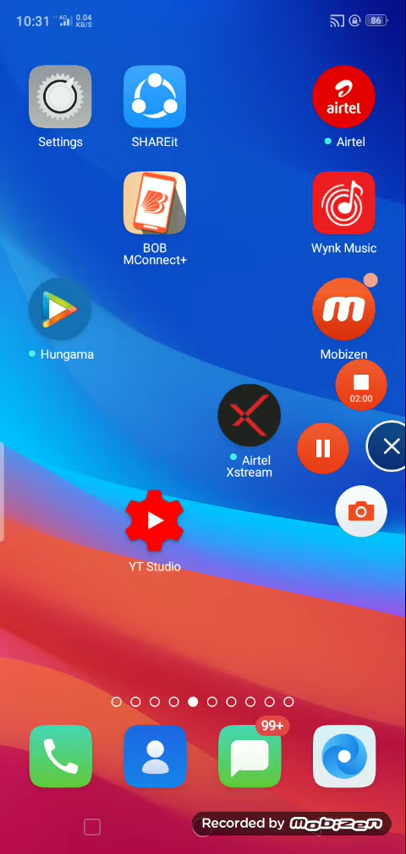 10:31 4G 0.04 KB/S 86
Settings
SHAREit
airtel
Airtel
BOB MConnect+
Wynk Music
Hungama
Mobizen
02:00
Airtel Xstream
YT Studio
99+
Recorded by mobizen